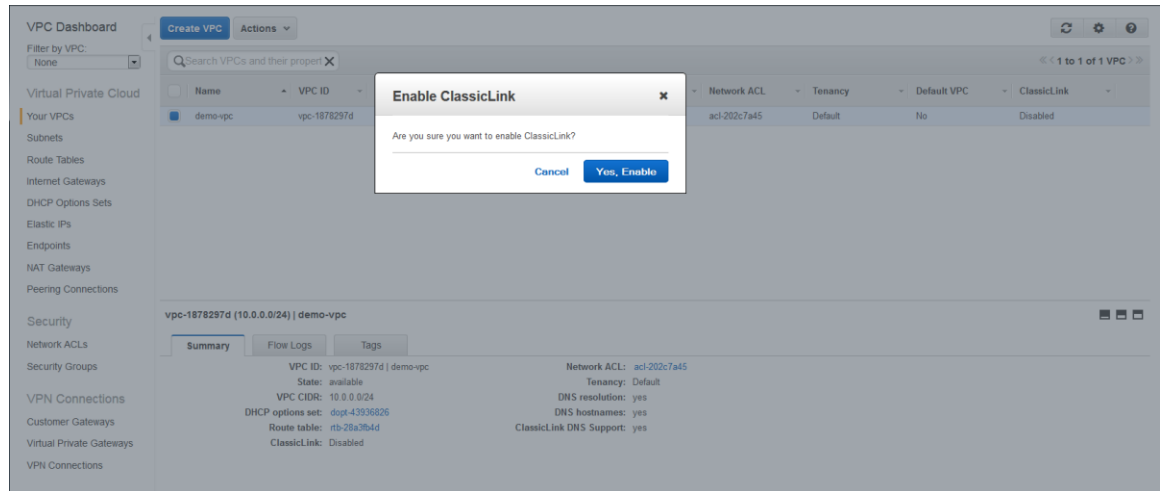 VPC Dashboard
Filter by VPC:
None
Virtual Private Cloud
Your VPCs
Subnets
Route Tables
Internet Gateways
DHCP Options Sets
Elastic IPs
Endpoints
NAT Gateways
Peering Connections
Security
Network ACLs
Security Groups
VPN Connections
Customer Gateways
Virtual Private Gateways
VPN Connections
Create VPC Actions
Search VPCs and their propert X
1 to 1 of 1 VPC
Name VPC ID Network ACL Tenancy Default VPC ClassicLink
demo-vpc vpc-1878297d acl-202c7a45 Default No Disabled
Enable ClassicLink
Are you sure you want to enable ClassicLink?
Cancel Yes, Enable
vpc-1878297d (10.0.0.0/24) | demo-vpc
Summary Flow Logs Tags
VPC ID: vpc-1878297d | demo-vpc
State: available
VPC CIDR: 10.0.0.0/24
DHCP options set: dopt-43936826
Route table: rtb-28a3fb4d
ClassicLink: Disabled
Network ACL: acl-202c7a45
Tenancy: Default
DNS resolution: yes
DNS hostnames: yes
ClassicLink DNS Support: yes